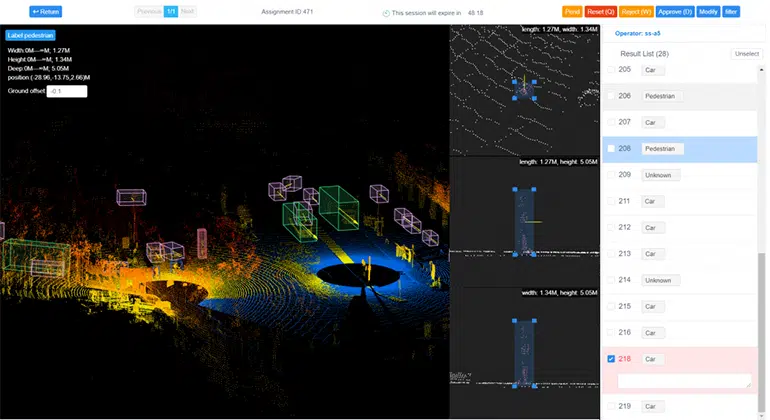 Return
Previous 1/1 Next
Assignment ID 471
This session will expire in 48:18
Pend Reset (Q) Reject (W) Approve (D) Modify filter
Label pedestrian
Width 0M—∞M; 1.27M
Height 0M—∞M; 1.34M
Deep 0M—∞M; 5.05M
position (-28.96, -13.75,2.66)M
Ground offset -0.1
length: 1.27M, width: 1.34M
length: 1.27M, height: 5.05M
width: 1.34M, height: 5.05M
Operator: ss-a5
Result List (28) Unselect
205 Car
206 Pedestrian
207 Car
208 Pedestrian
209 Unknown
211 Car
212 Car
213 Car
214 Unknown
215 Car
216 Car
218 Car
219 Car